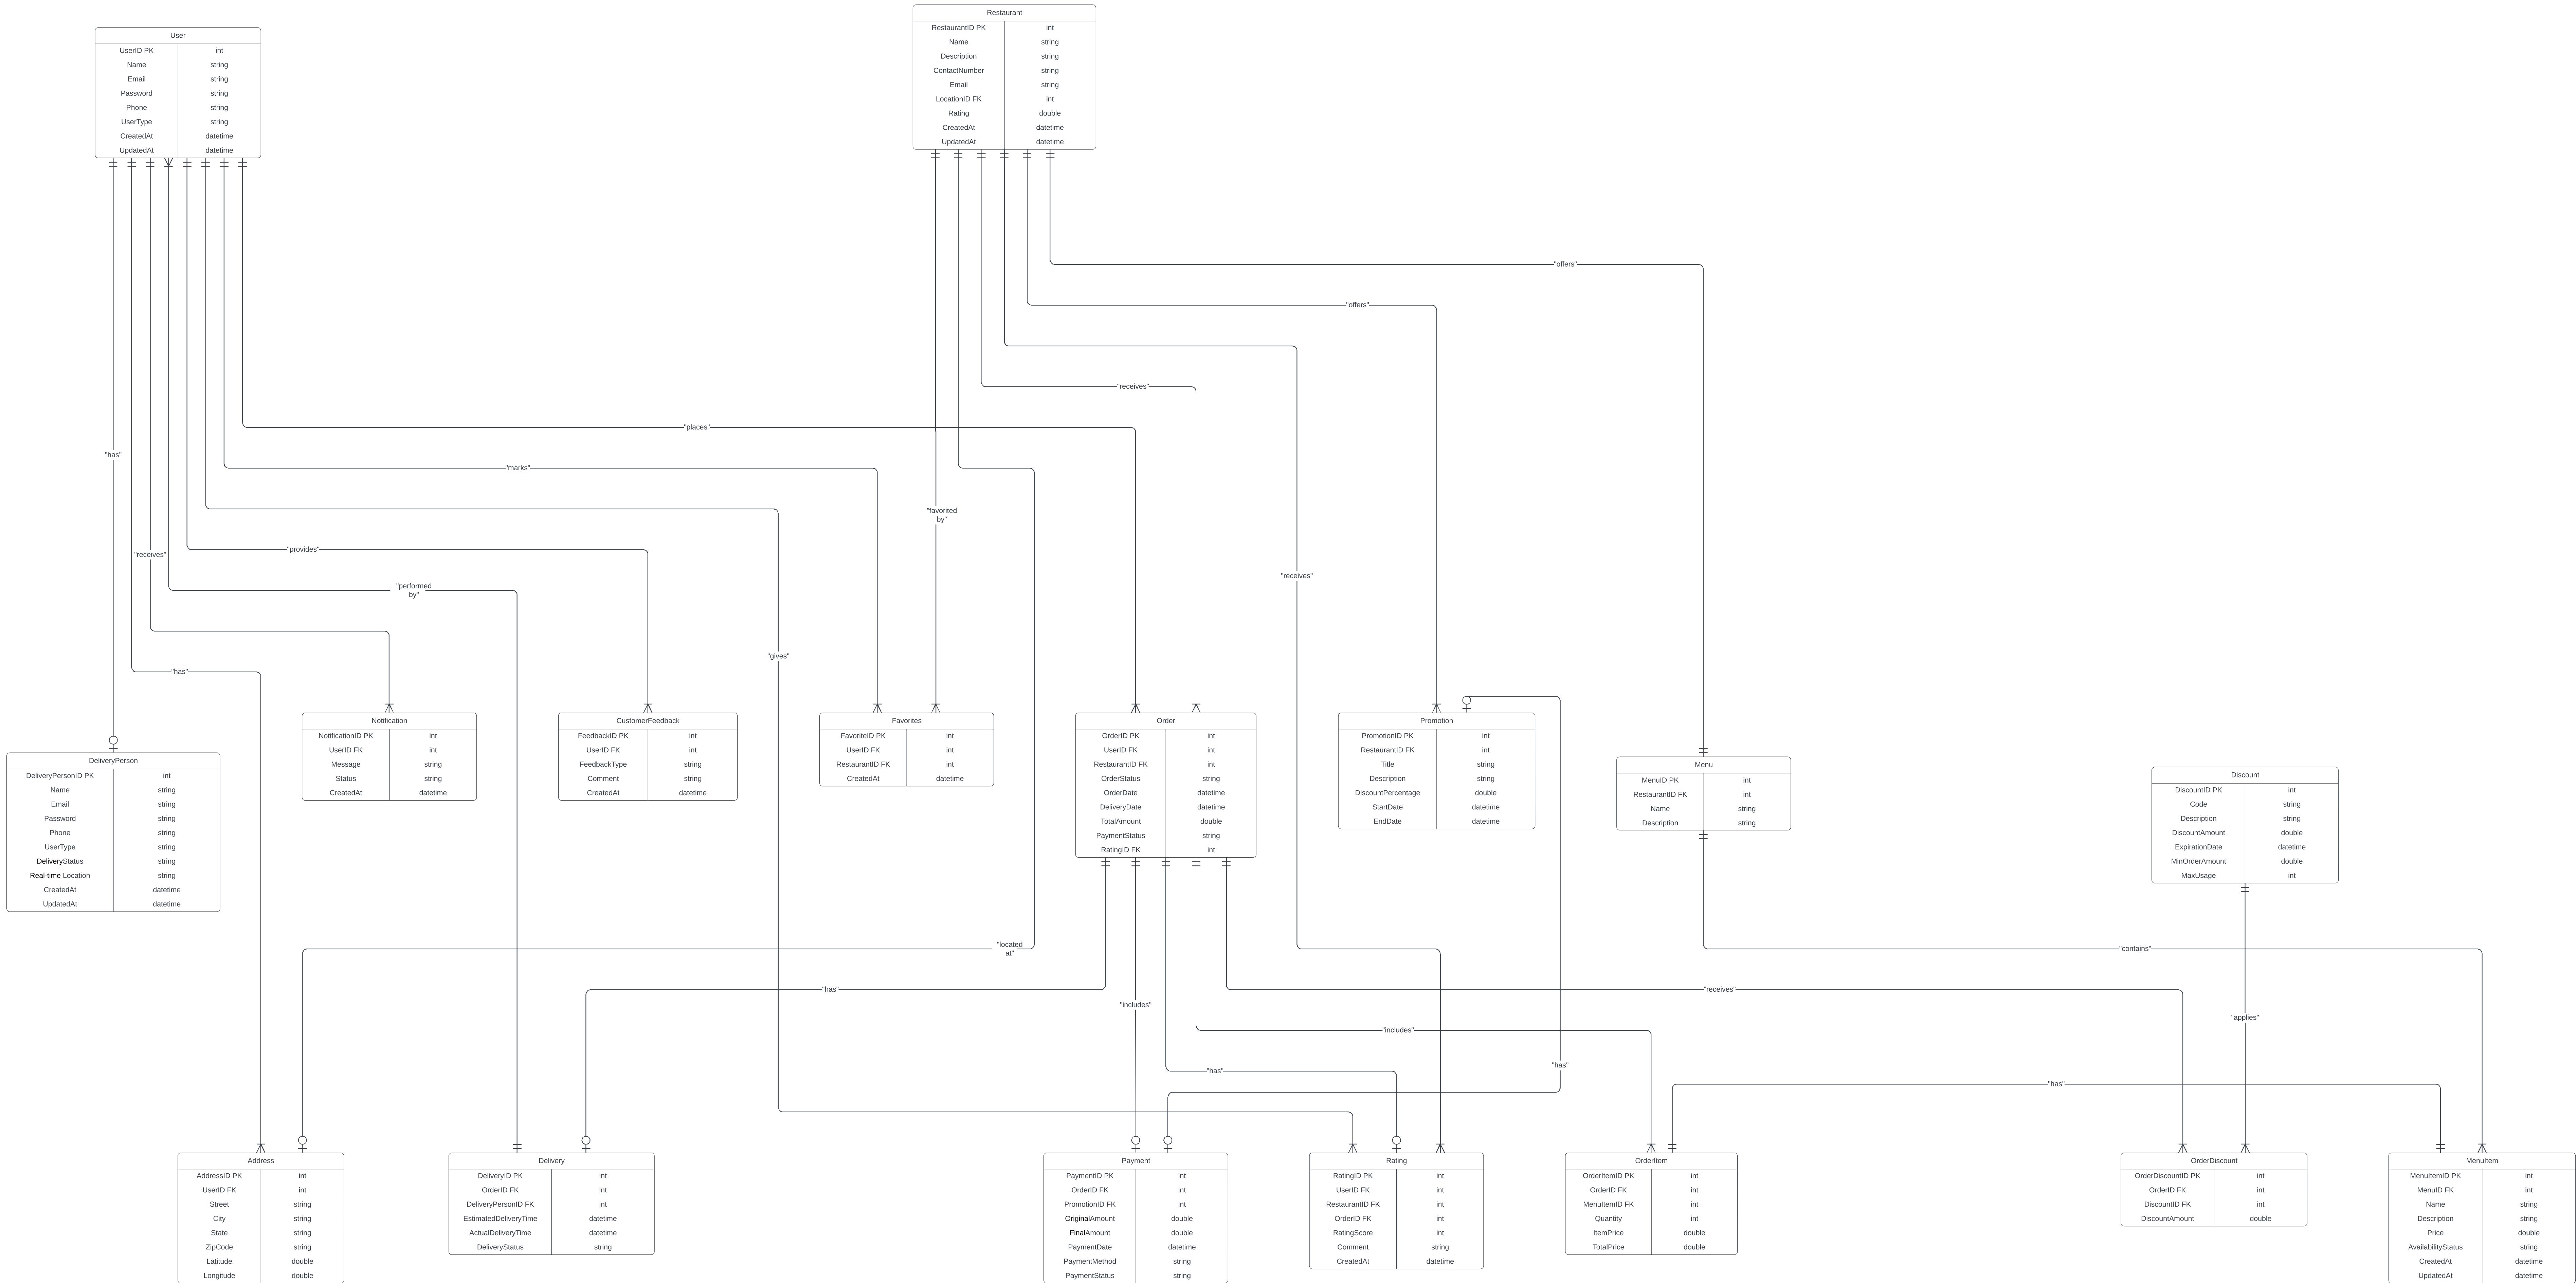 Restaurant
RestaurantID PK int
Name string
Description string
ContactNumber string
Email string
LocationID FK int
Rating double
CreatedAt datetime
UpdatedAt datetime
User
UserID PK int
Name string
Email string
Password string
Phone string
UserType string
CreatedAt datetime
UpdatedAt datetime
"offers"
"offers"
"receives"
"places"
"has"
"marks"
"favorited
by"
"provides"
"receives"
"receives"
"performed
by"
"gives"
"has"
Notification
NotificationID PK int
UserID FK int
Message string
Status string
CreatedAt datetime
CustomerFeedback
FeedbackID PK int
UserID FK int
FeedbackType string
Comment string
CreatedAt datetime
Favorites
FavoriteID PK int
UserID FK int
RestaurantID FK int
CreatedAt datetime
Order
OrderID PK int
UserID FK int
RestaurantID FK int
OrderStatus string
OrderDate datetime
DeliveryDate datetime
TotalAmount double
PaymentStatus string
RatingID FK int
Promotion
PromotionID PK int
RestaurantID FK int
Title string
Description string
DiscountPercentage double
StartDate datetime
EndDate datetime
DeliveryPerson
DeliveryPersonID PK int
Name string
Email string
Password string
Phone string
UserType string
DeliveryStatus string
Real-time Location string
CreatedAt datetime
UpdatedAt datetime
Menu
MenuID PK int
RestaurantID FK int
Name string
Description string
Discount
DiscountID PK int
Code string
Description string
DiscountAmount double
ExpirationDate datetime
MinOrderAmount double
MaxUsage int
"located
at"
"contains"
"has"
"receives"
"includes"
"applies"
"includes"
"has"
"has"
"has"
Address
AddressID PK int
UserID FK int
Street string
City string
State string
ZipCode string
Latitude double
Longitude double
Delivery
DeliveryID PK int
OrderID FK int
DeliveryPersonID FK int
EstimatedDeliveryTime datetime
ActualDeliveryTime datetime
DeliveryStatus string
Payment
PaymentID PK int
OrderID FK int
PromotionID FK int
OriginalAmount double
FinalAmount double
PaymentDate datetime
PaymentMethod string
PaymentStatus string
Rating
RatingID PK int
UserID FK int
RestaurantID FK int
OrderID FK int
RatingScore int
Comment string
CreatedAt datetime
OrderItem
OrderItemID PK int
OrderID FK int
MenuItemID FK int
Quantity int
ItemPrice double
TotalPrice double
OrderDiscount
OrderDiscountID PK int
OrderID FK int
DiscountID FK int
DiscountAmount double
MenuItem
MenuItemID PK int
MenuID FK int
Name string
Description string
Price double
AvailabilityStatus string
CreatedAt datetime
UpdatedAt datetime